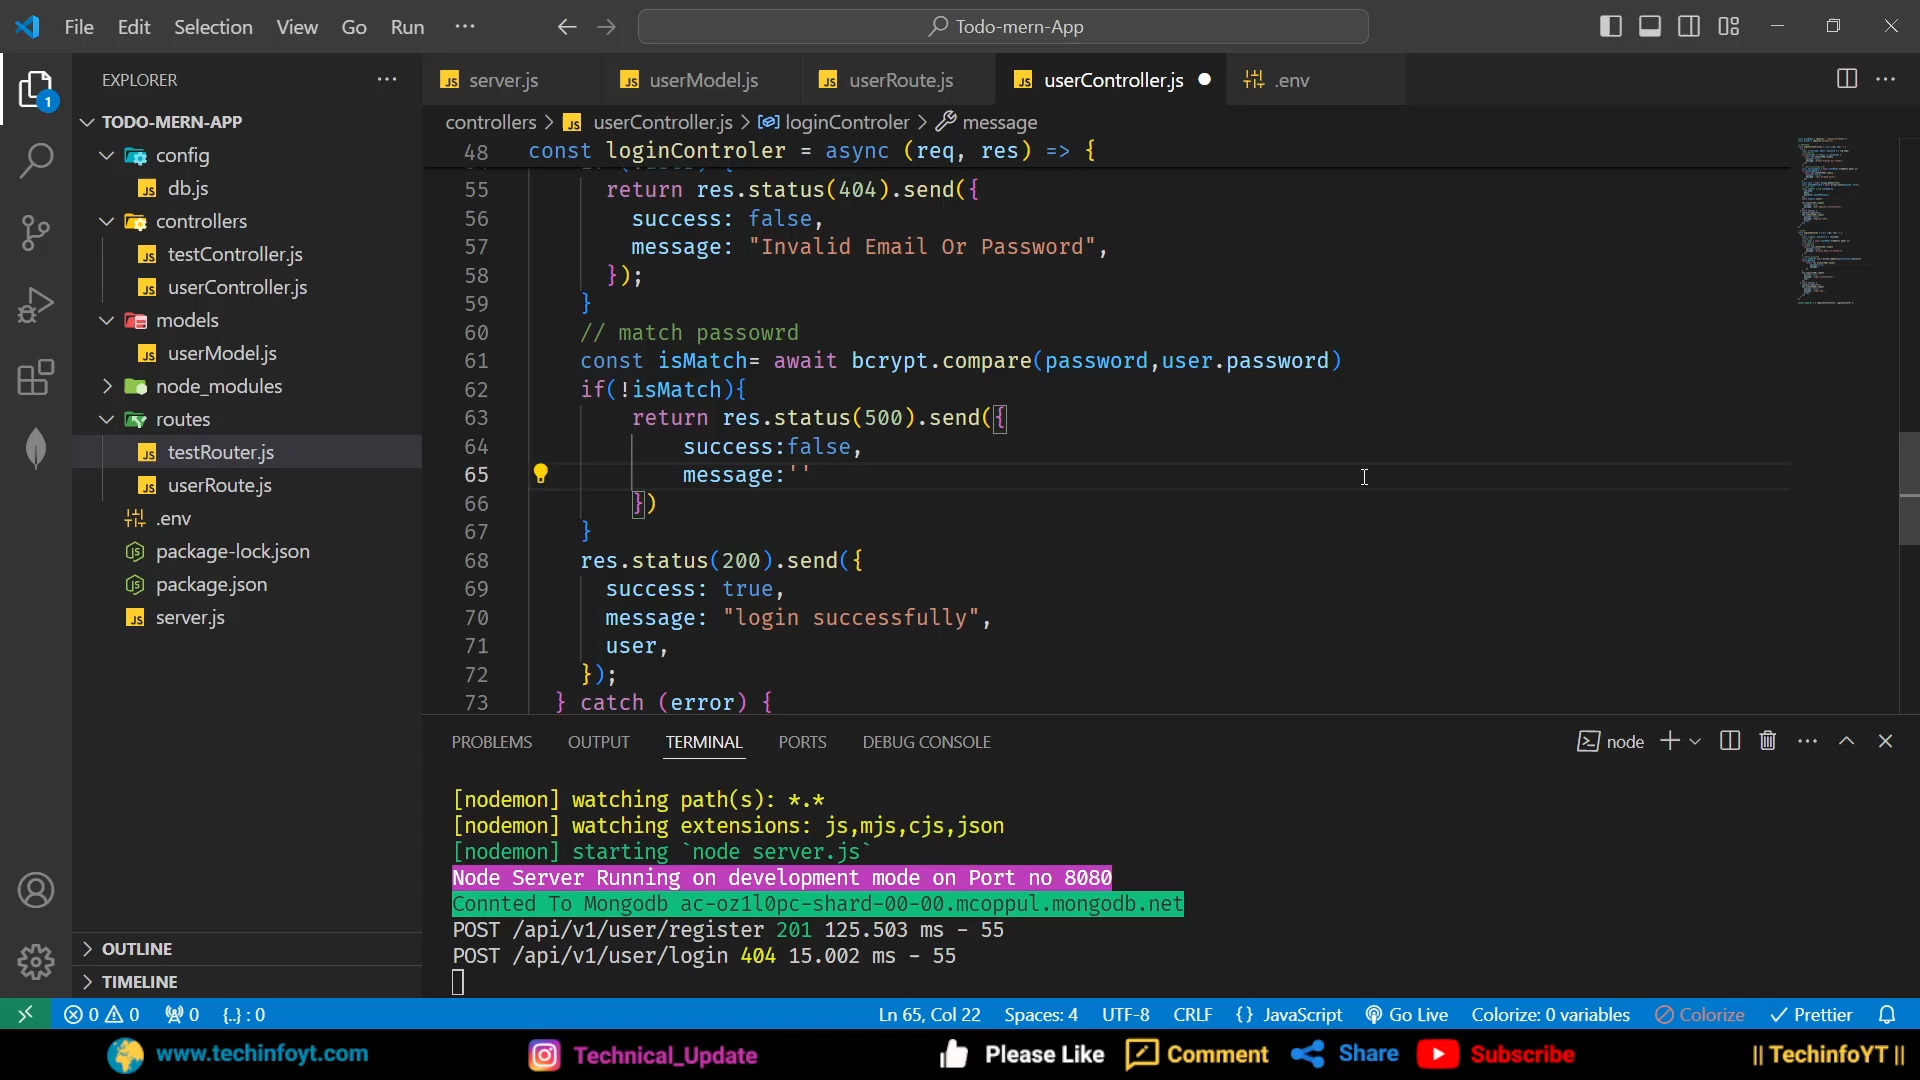 File Edit Selection View Go Run ···
Todo-mern-App
EXPLORER
1
TODO-MERN-APP
config
db.js
controllers
testController.js
userController.js
models
userModel.js
node_modules
routes
testRouter.js
userRoute.js
.env
package-lock.json
package.json
server.js
OUTLINE
TIMELINE
server.js userModel.js userRoute.js userController.js .env
controllers > userController.js > loginControler > message
48 const loginControler = async (req, res) => {
55 return res.status(404).send({
56 success: false,
57 message: "Invalid Email Or Password",
58 });
59 }
60 // match passowrd
61 const isMatch= await bcrypt.compare(password,user.password)
62 if(!isMatch){
63 return res.status(500).send({
64 success:false,
65 message:''
66 })
67 }
68 res.status(200).send({
69 success: true,
70 message: "login successfully",
71 user,
72 });
73 } catch (error) {
PROBLEMS OUTPUT TERMINAL PORTS DEBUG CONSOLE
node
[nodemon] watching path(s): *.*
[nodemon] watching extensions: js,mjs,cjs,json
[nodemon] starting `node server.js`
Node Server Running on development mode on Port no 8080
Connted To Mongodb ac-oz1l0pc-shard-00-00.mcoppul.mongodb.net
POST /api/v1/user/register 201 125.503 ms - 55
POST /api/v1/user/login 404 15.002 ms - 55
0 0 0 {..} : 0 Ln 65, Col 22 Spaces: 4 UTF-8 CRLF {} JavaScript Go Live Colorize: 0 variables Colorize Prettier
www.techinfoyt.com Technical_Update Please Like Comment Share Subscribe || TechinfoYT ||